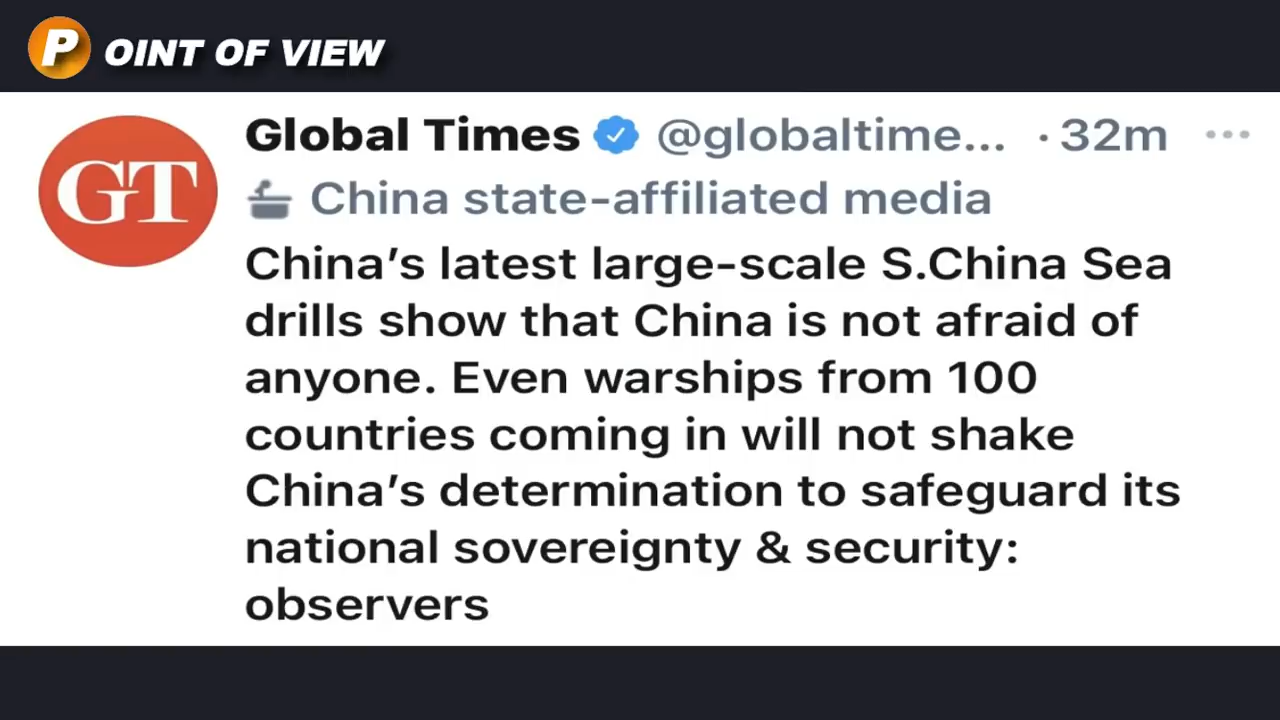 POINT OF VIEW
GT
Global Times @globaltime... · 32m
China state-affiliated media
China’s latest large-scale S.China Sea
drills show that China is not afraid of
anyone. Even warships from 100
countries coming in will not shake
China’s determination to safeguard its
national sovereignty & security:
observers